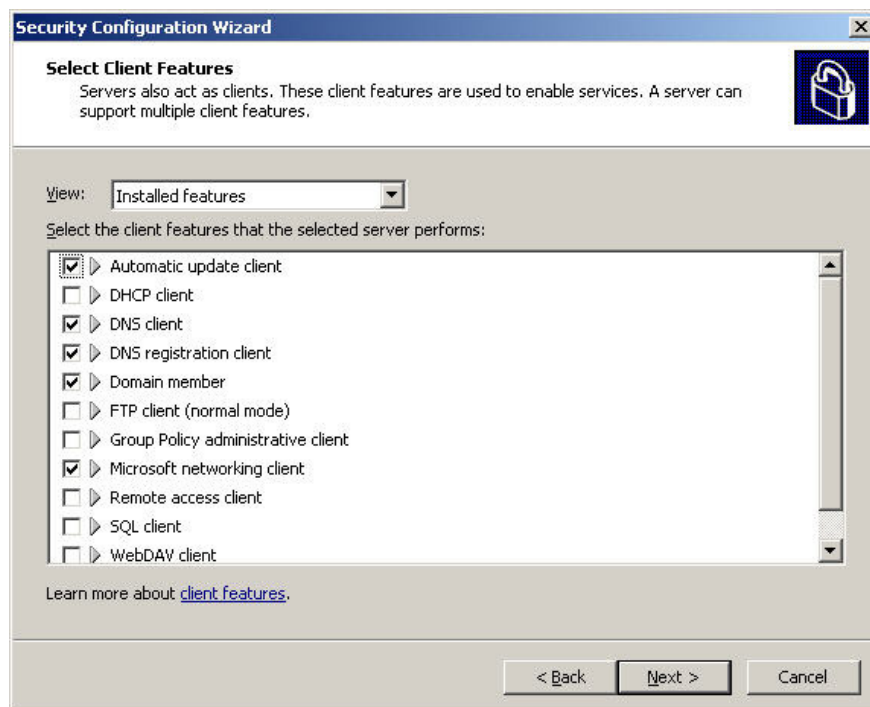 Security Configuration Wizard
Select Client Features
Servers also act as clients. These client features are used to enable services. A server can
support multiple client features.
View: Installed features
Select the client features that the selected server performs:
Automatic update client
DHCP client
DNS client
DNS registration client
Domain member
FTP client (normal mode)
Group Policy administrative client
Microsoft networking client
Remote access client
SQL client
WebDAV client
Learn more about client features.
< Back Next > Cancel